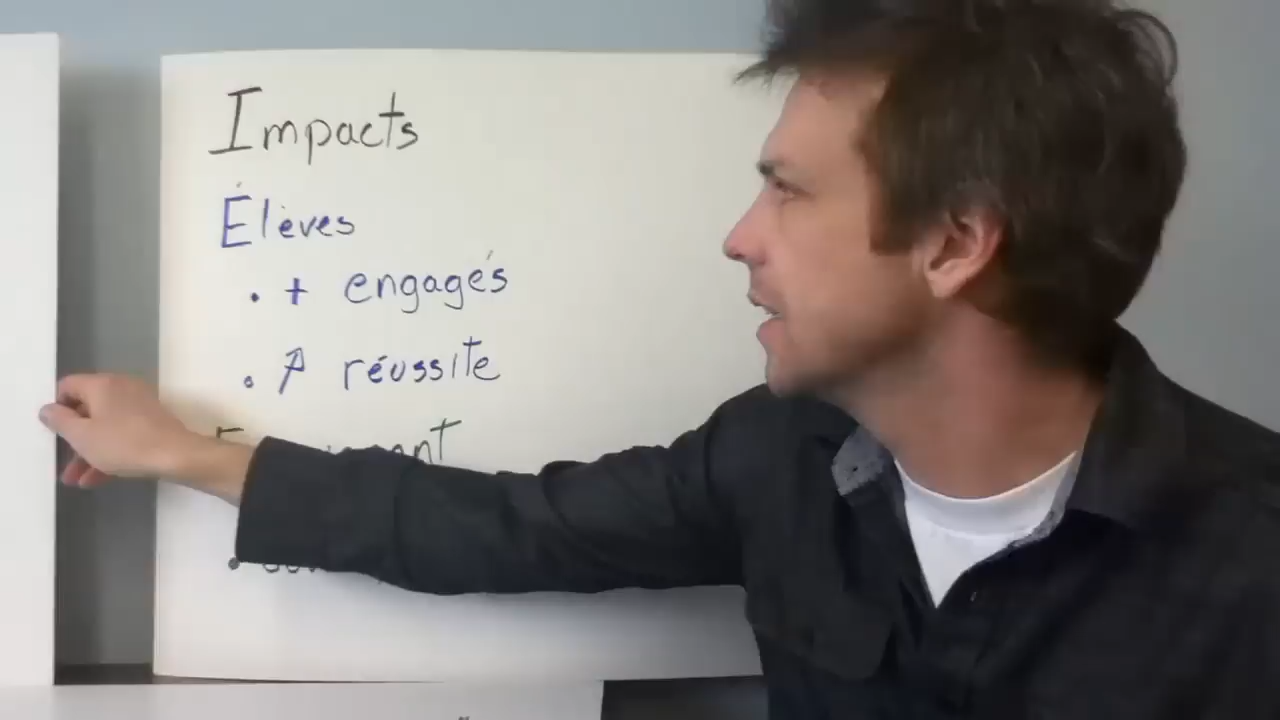 Impacts
Élèves
• + engagés
• ↗ réussite